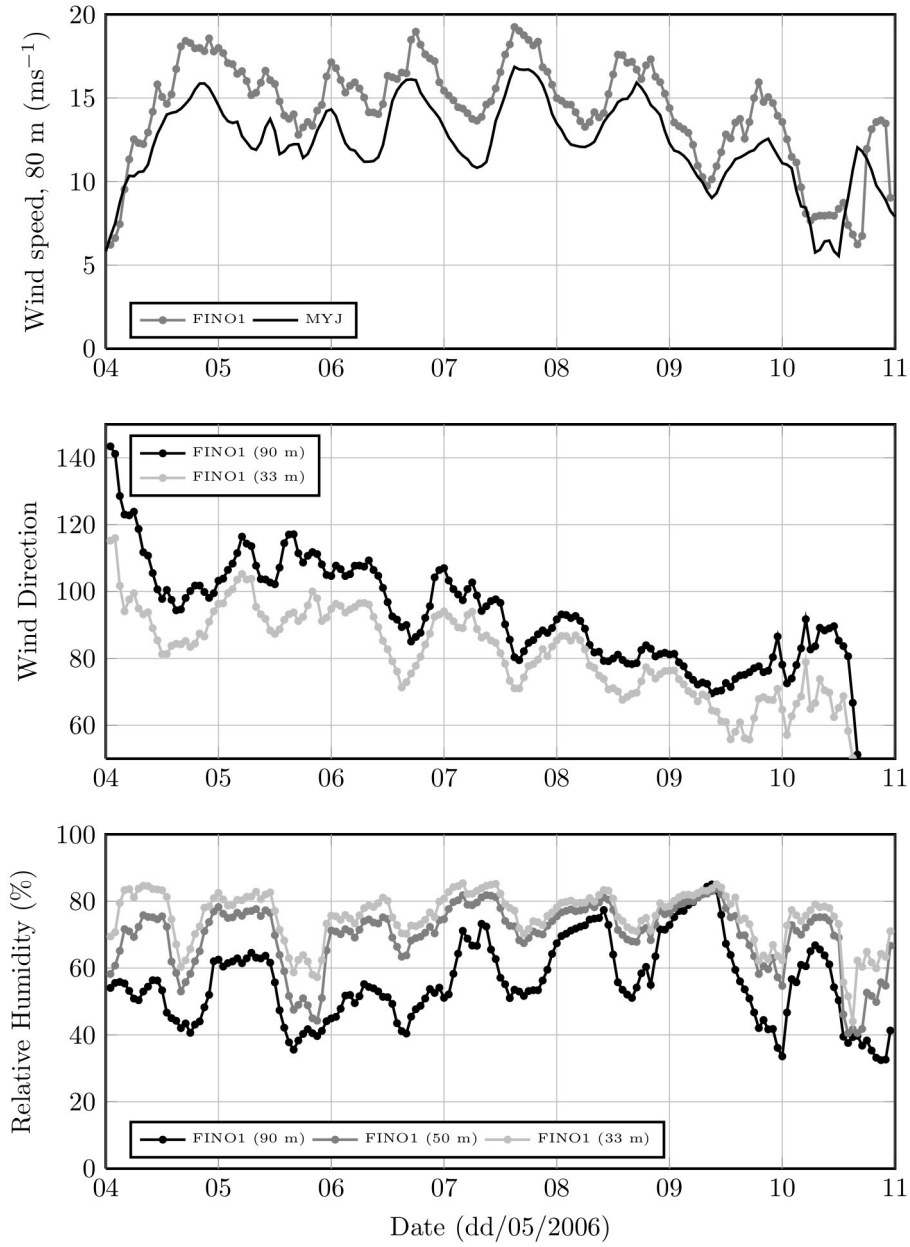 20
15
10
5
0
Wind speed, 80 m (ms⁻¹)
FINO1 MYJ
04 05 06 07 08 09 10 11
140
120
100
80
60
Wind Direction
FINO1 (90 m)
FINO1 (33 m)
04 05 06 07 08 09 10 11
100
80
60
40
20
0
Relative Humidity (%)
FINO1 (90 m) FINO1 (50 m) FINO1 (33 m)
04 05 06 07 08 09 10 11
Date (dd/05/2006)